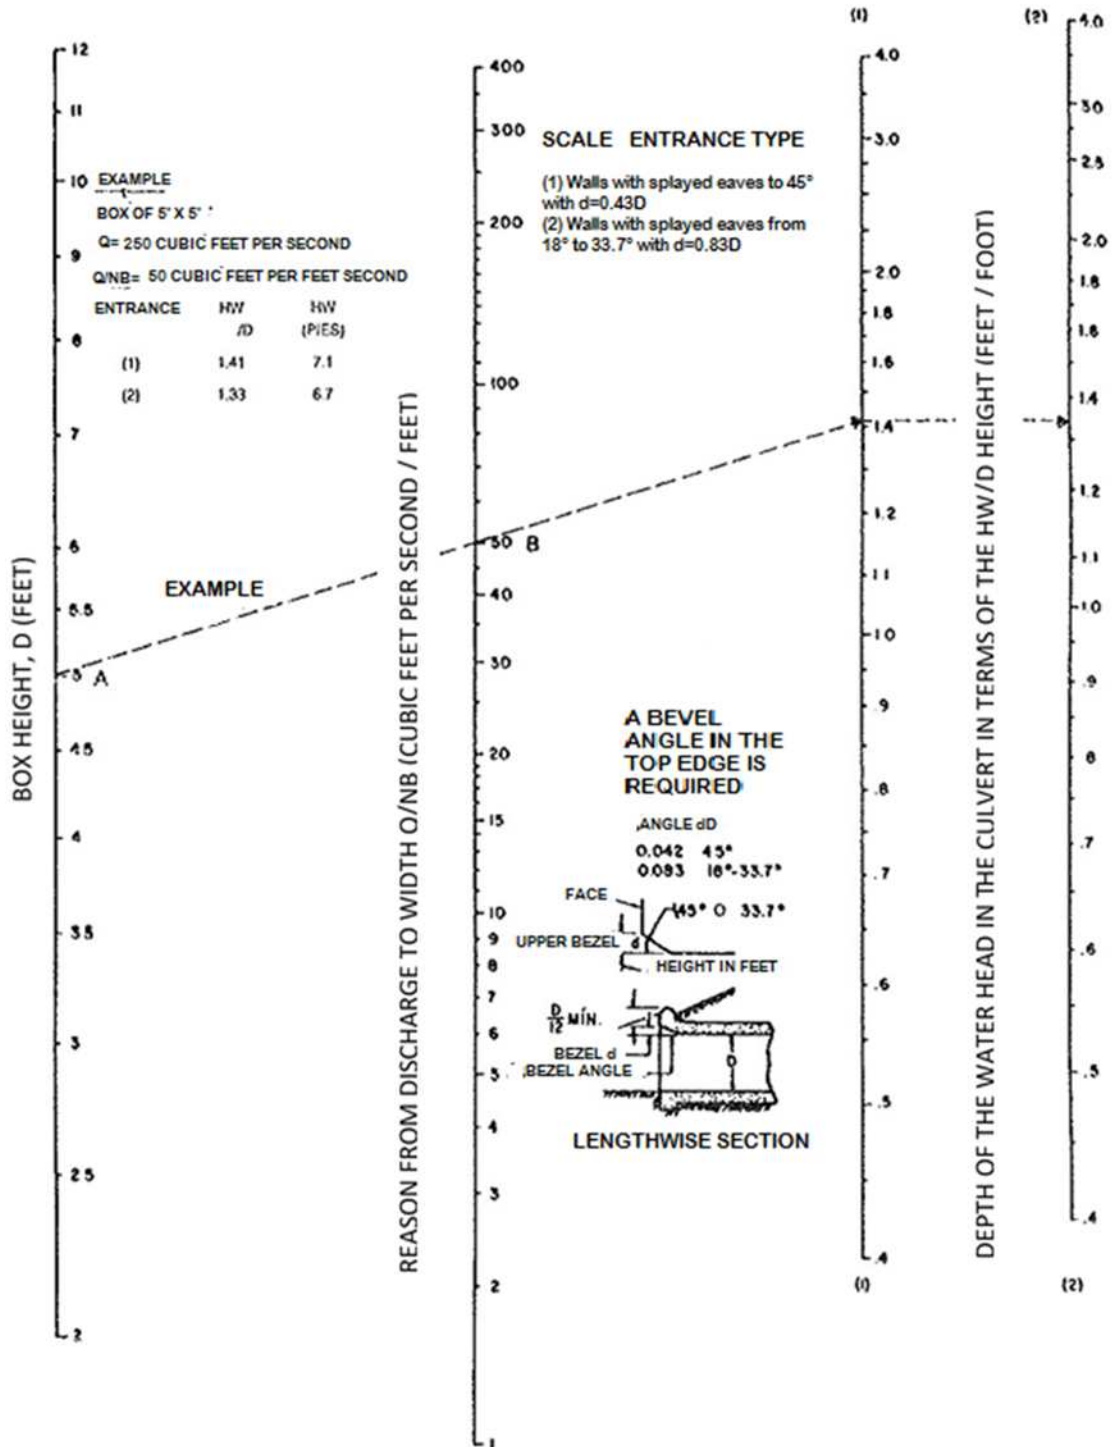 (1)
(2)
12
11
10
9
8
7
6
5.5
5
4.5
4
3.5
3
2.5
2
BOX HEIGHT, D (FEET)
EXAMPLE
BOX OF 5' X 5'
Q= 250 CUBIC FEET PER SECOND
Q/NB= 50 CUBIC FEET PER FEET SECOND
ENTRANCE HW HW
/D (PIES)
(1) 1.41 7.1
(2) 1.33 6.7
EXAMPLE
A
B
REASON FROM DISCHARGE TO WIDTH O/NB (CUBIC FEET PER SECOND / FEET)
400
300
200
100
50
40
30
20
15
10
9
8
7
6
5
4
3
2
1
SCALE ENTRANCE TYPE
(1) Walls with splayed eaves to 45°
with d=0.43D
(2) Walls with splayed eaves from
18° to 33.7° with d=0.83D
A BEVEL
ANGLE IN THE
TOP EDGE IS
REQUIRED
ANGLE dD
0.042 45°
0.083 18°-33.7°
FACE
45° O 33.7°
UPPER BEZEL d
HEIGHT IN FEET
D
12 MÍN.
BEZEL d
BEZEL ANGLE
D
LENGTHWISE SECTION
4.0
3.0
2.0
1.8
1.6
1.4
1.2
1.1
1.0
.9
.8
.7
.6
.5
.4
(1)
DEPTH OF THE WATER HEAD IN THE CULVERT IN TERMS OF THE HW/D HEIGHT (FEET / FOOT)
4.0
3.0
2.5
2.0
1.8
1.6
1.4
1.2
1.1
1.0
.9
.8
.7
.6
.5
.4
(2)